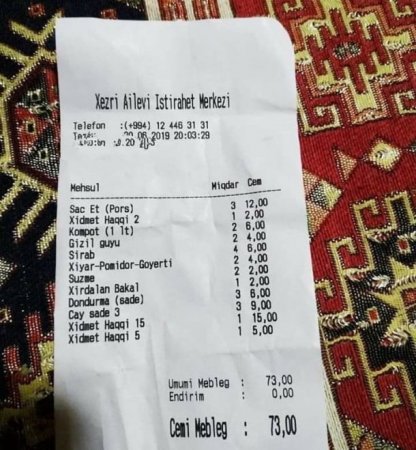 Xezri Ailevi Istirahet Merkezi
Telefon :(+994) 12 446 31 31
06.2019 20:03:29
Mehsul Miqdar Cem
Sac Et (Pors) 3 12,00
Xidmet Haqqi 2 1 2,00
Kompot (1 lt) 2 6,00
Gizil guyu 2 4,00
Sirab 4 6,00
Xiyar-Pomidor-Goyerti 2 4,00
Suzme 2 2,00
Xirdalan Bakal 1 2,00
Dondurma (sade) 3 6,00
Cay sade 3 3 9,00
Xidmet Haqqi 15 1 15,00
Xidmet Haqqi 5 1 5,00
Umumi Mebleg : 73,00
Endirim : 0,00
Cemi Mebleg : 73,00